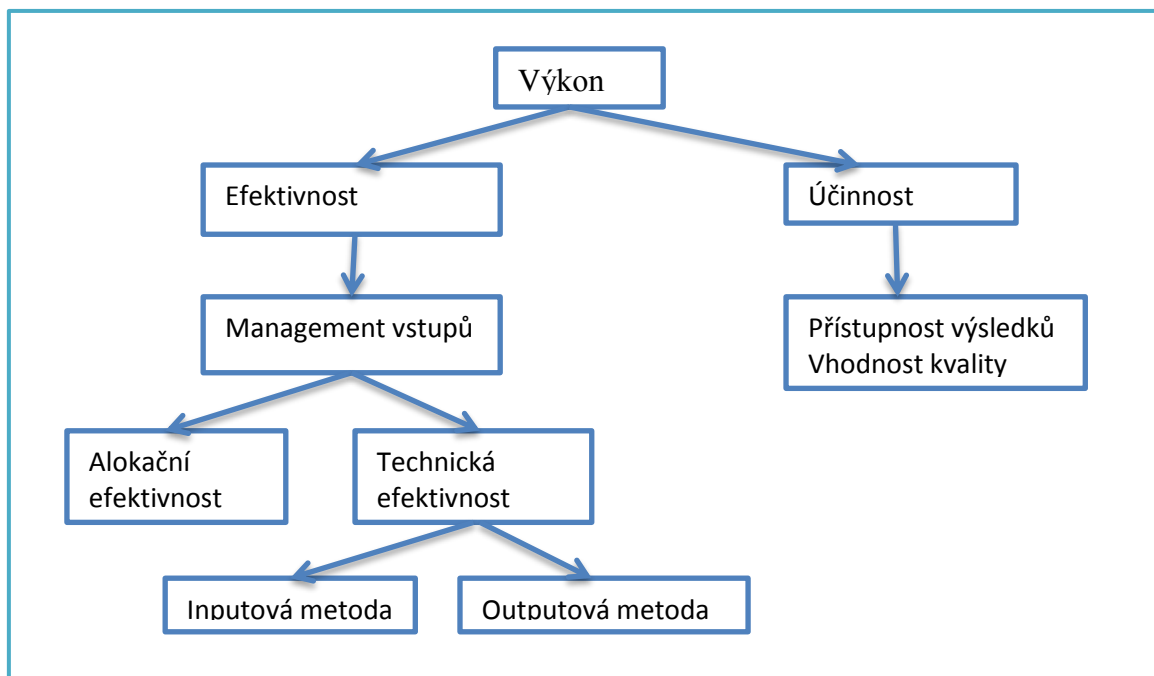 Výkon
Efektivnost
Účinnost
Management vstupů
Přístupnost výsledků
Vhodnost kvality
Alokační
efektivnost
Technická
efektivnost
Inputová metoda
Outputová metoda